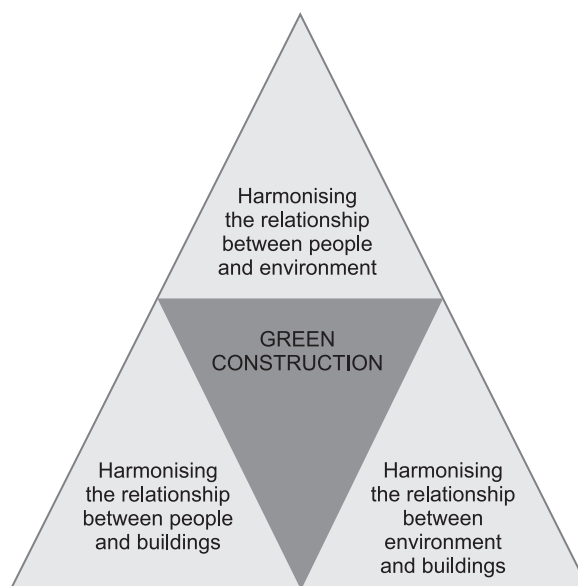 Harmonising
the relationship
between people
and environment
GREEN
CONSTRUCTION
Harmonising
the relationship
between people
and buildings
Harmonising
the relationship
between
environment
and buildings